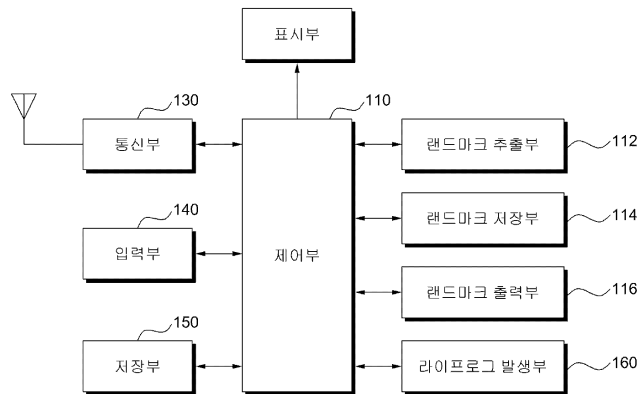 표시부
130
통신부
110
제어부
랜드마크 추출부
112
140
입력부
랜드마크 저장부
114
랜드마크 출력부
116
150
저장부
라이프로그 발생부
160